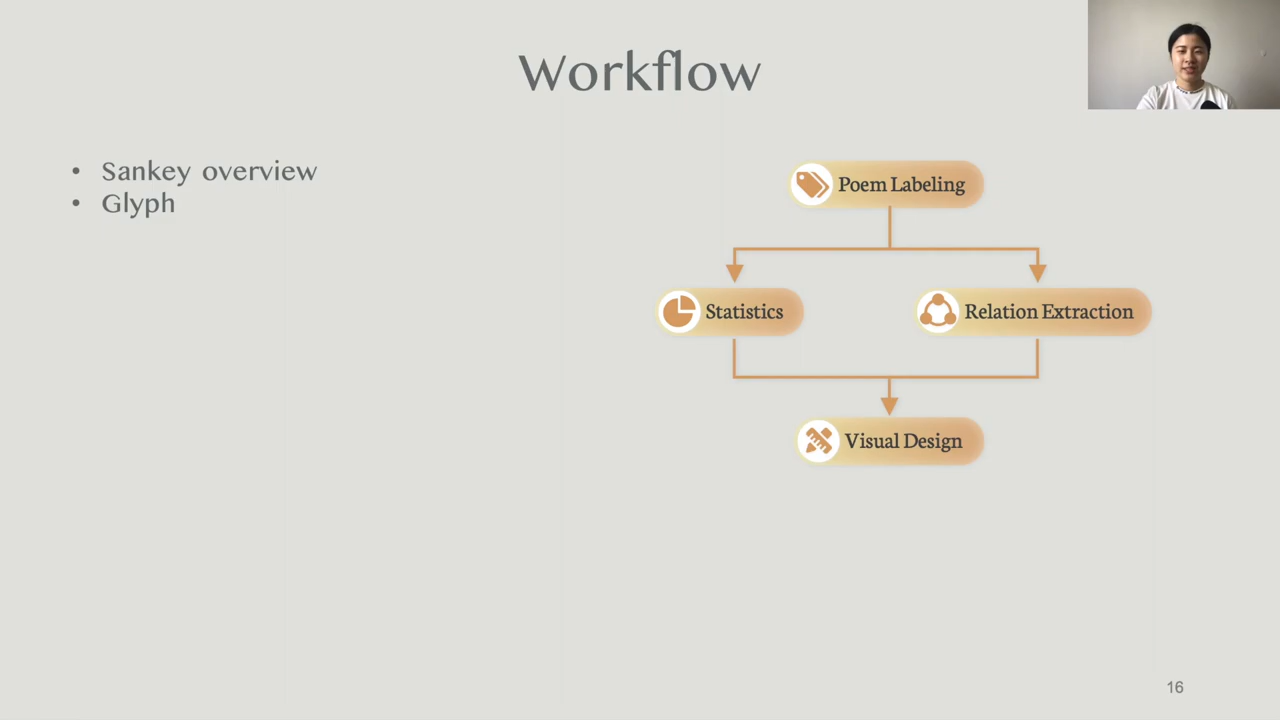 Workflow
• Sankey overview
• Glyph
Poem Labeling
Statistics
Relation Extraction
Visual Design
16